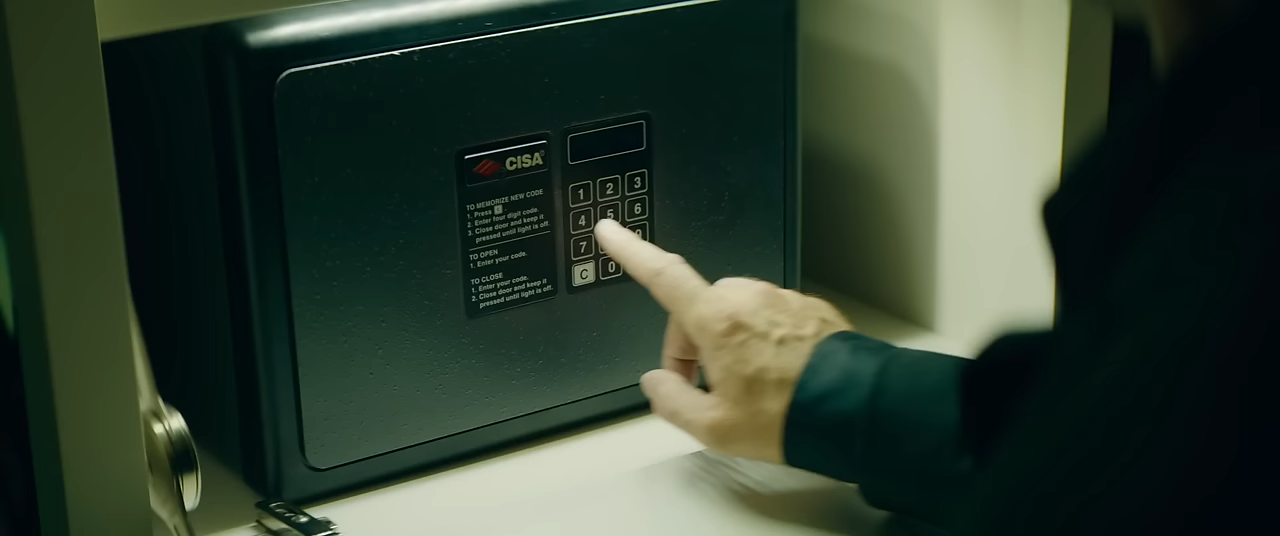 CISA
TO MEMORIZE NEW CODE
1. Press
2. Enter four digit code.
3. Close door and keep it
pressed until light is off.
TO OPEN
1. Enter your code.
TO CLOSE
1. Enter your code.
2. Close door and keep it
pressed until light is off.
1 2 3
4 5 6
7 9
C 0